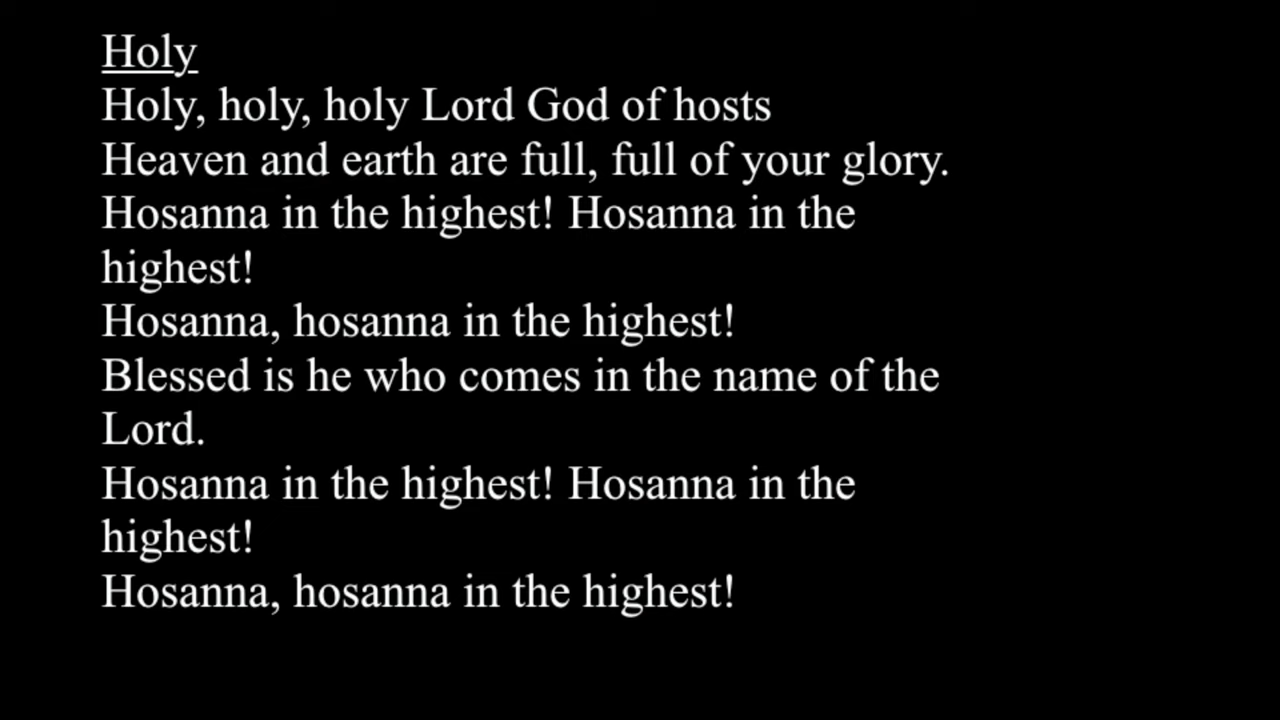 Holy
Holy, holy, holy Lord God of hosts
Heaven and earth are full, full of your glory.
Hosanna in the highest! Hosanna in the
highest!
Hosanna, hosanna in the highest!
Blessed is he who comes in the name of the
Lord.
Hosanna in the highest! Hosanna in the
highest!
Hosanna, hosanna in the highest!